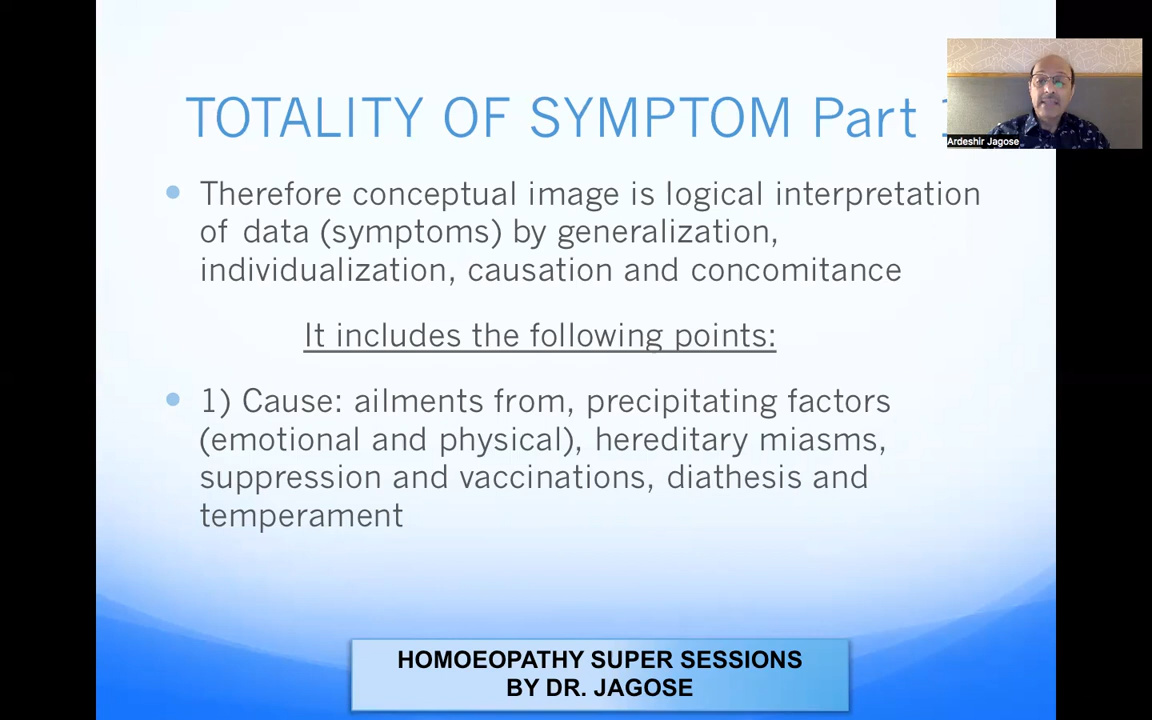 TOTALITY OF SYMPTOM Part
Ardeshir Jagose
Therefore conceptual image is logical interpretation
of data (symptoms) by generalization,
individualization, causation and concomitance
It includes the following points:
1) Cause: ailments from, precipitating factors
(emotional and physical), hereditary miasms,
suppression and vaccinations, diathesis and
temperament
HOMOEOPATHY SUPER SESSIONS
BY DR. JAGOSE